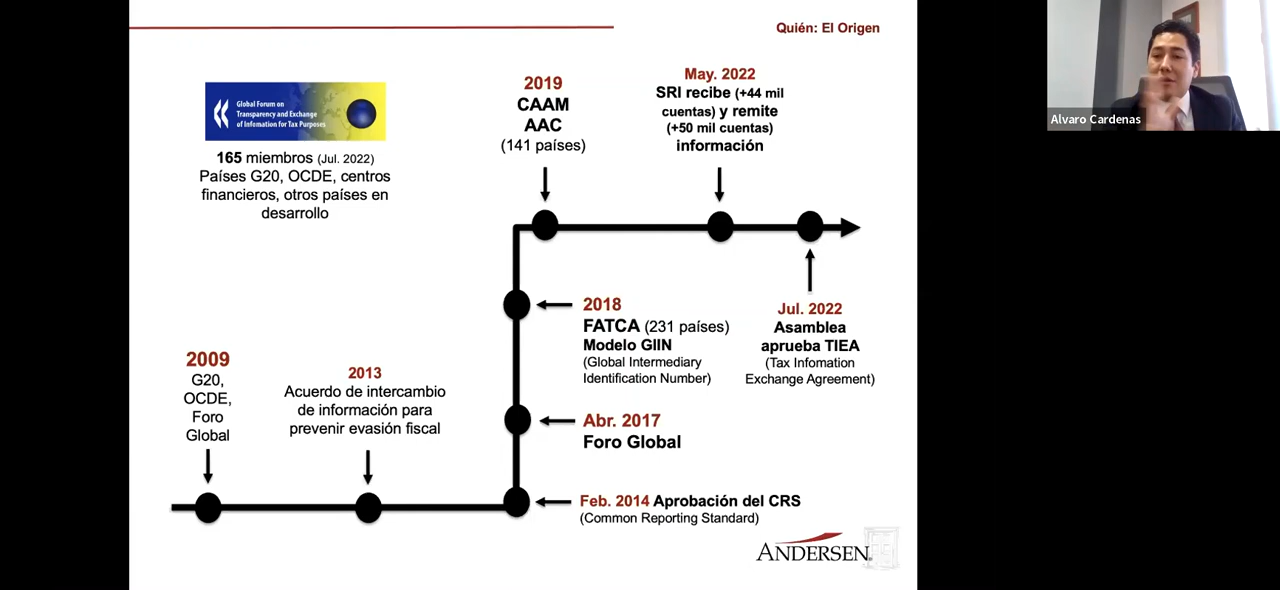 Quién: El Origen
Global Forum on
Transparency and Exchange
of Infomation for Tax Purposes
165 miembros (Jul. 2022)
Países G20, OCDE, centros
financieros, otros países en
desarrollo
2009
G20,
OCDE,
Foro
Global
2013
Acuerdo de intercambio
de información para
prevenir evasión fiscal
Feb. 2014 Aprobación del CRS
(Common Reporting Standard)
Abr. 2017
Foro Global
2018
FATCA (231 países)
Modelo GIIN
(Global Intermediary
Identification Number)
2019
CAAM
AAC
(141 países)
May. 2022
SRI recibe (+44 mil
cuentas) y remite
(+50 mil cuentas)
información
Jul. 2022
Asamblea
aprueba TIEA
(Tax Infomation
Exchange Agreement)
ANDERSEN®
Alvaro Cardenas